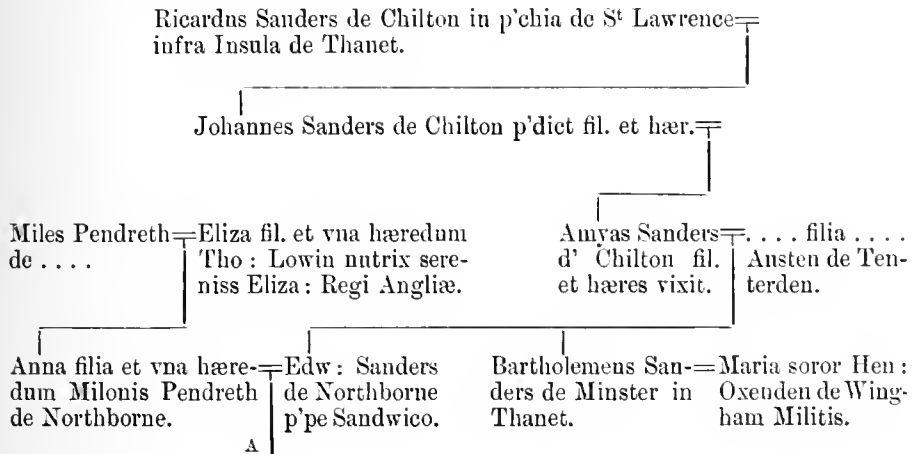 Ricardus Sanders de Chilton in p'chia de Sᵗ Lawrence
infra Insula de Thanet.
Johannes Sanders de Chilton p'dict fil. et hær.
Miles Pendreth
de . . . .
Eliza fil. et vna hæredum
Tho : Lowin nutrix sere-
niss Eliza : Regi Angliæ.
Amyas Sanders
d' Chilton fil.
et hæres vixit.
. . . . filia . . . .
Austen de Ten-
terden.
Anna filia et vna hære-
dum Milonis Pendreth
de Northborne.
Edw : Sanders
de Northborne
p'pe Sandwico.
Bartholemeus San-
ders de Minster in
Thanet.
Maria soror Hen :
Oxenden de Wing-
ham Militis.
A